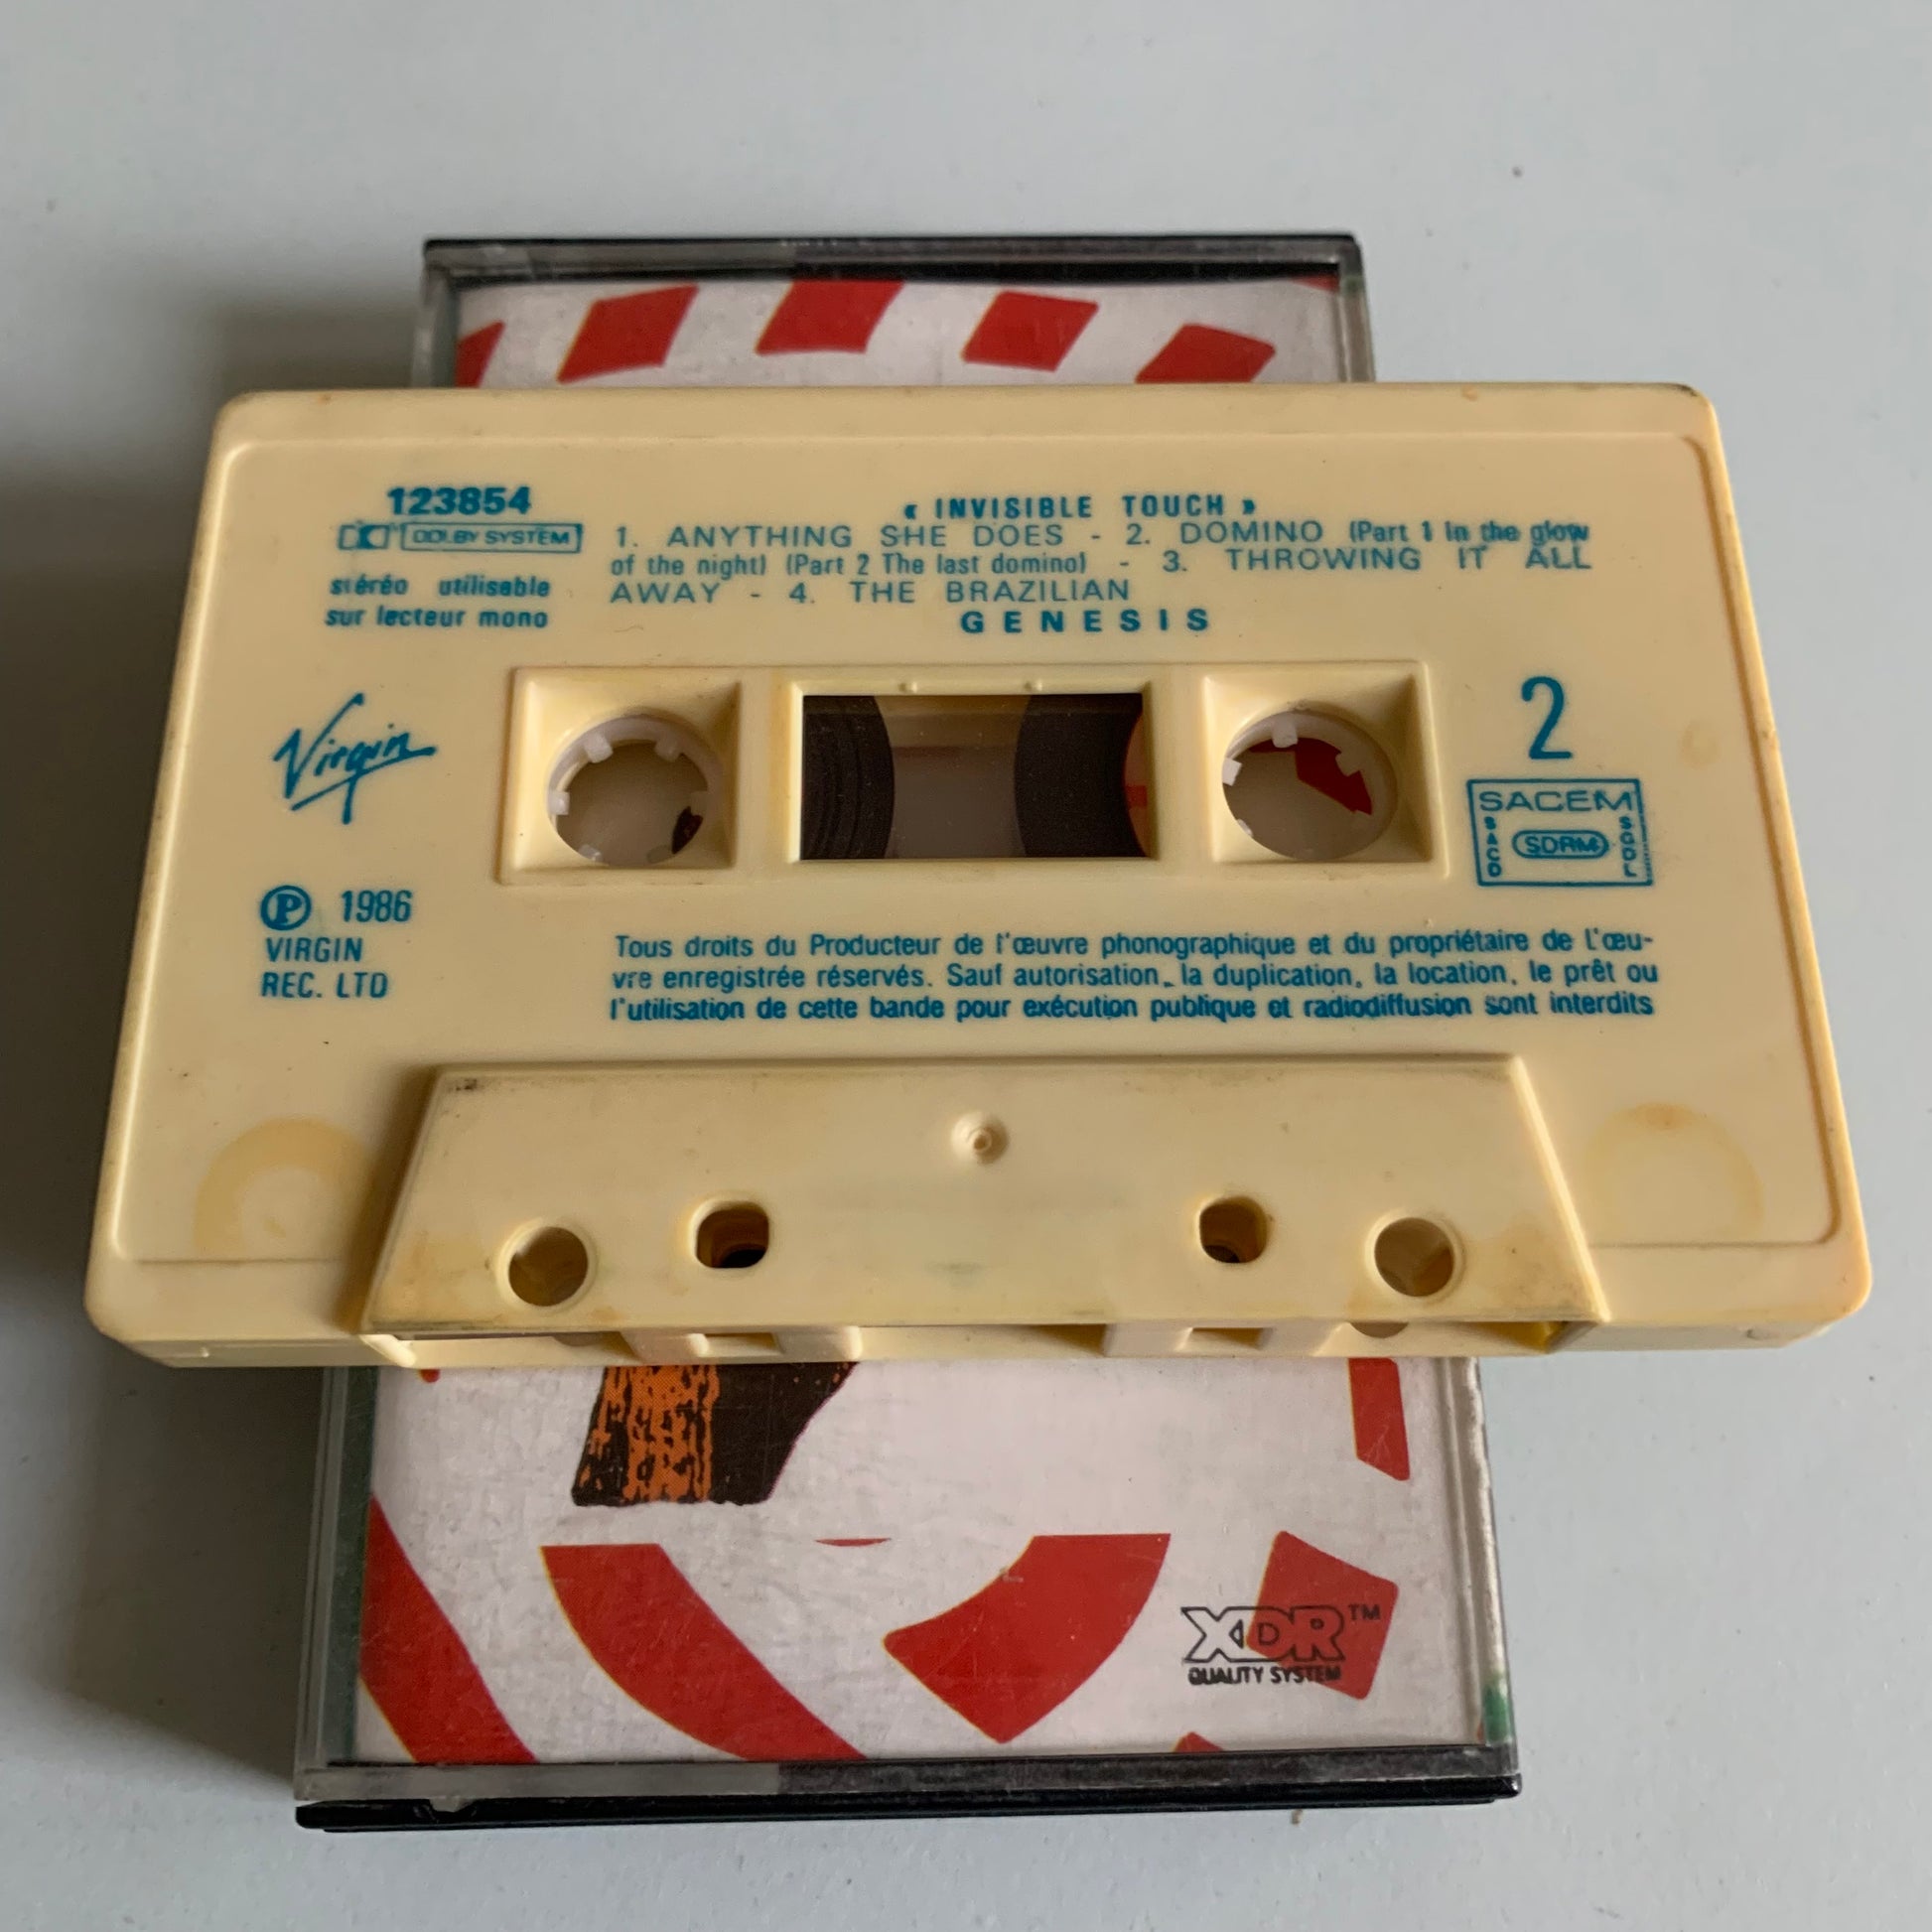 123854
DOLBY SYSTEM
stéréo utilisable
sur lecteur mono
« INVISIBLE TOUCH »
1. ANYTHING SHE DOES - 2. DOMINO (Part 1 In the glow
of the night) (Part 2 The last domino) - 3. THROWING IT ALL
AWAY - 4. THE BRAZILIAN
GENESIS
Virgin
2
SACEM
SACD
SDRM
SGDL
Ⓟ 1986
VIRGIN
REC. LTD
Tous droits du Producteur de l'œuvre phonographique et du propriétaire de L'œu-
vre enregistrée réservés. Sauf autorisation, la duplication, la location, le prêt ou
l'utilisation de cette bande pour exécution publique et radiodiffusion sont interdits
XDR™
QUALITY SYSTEM